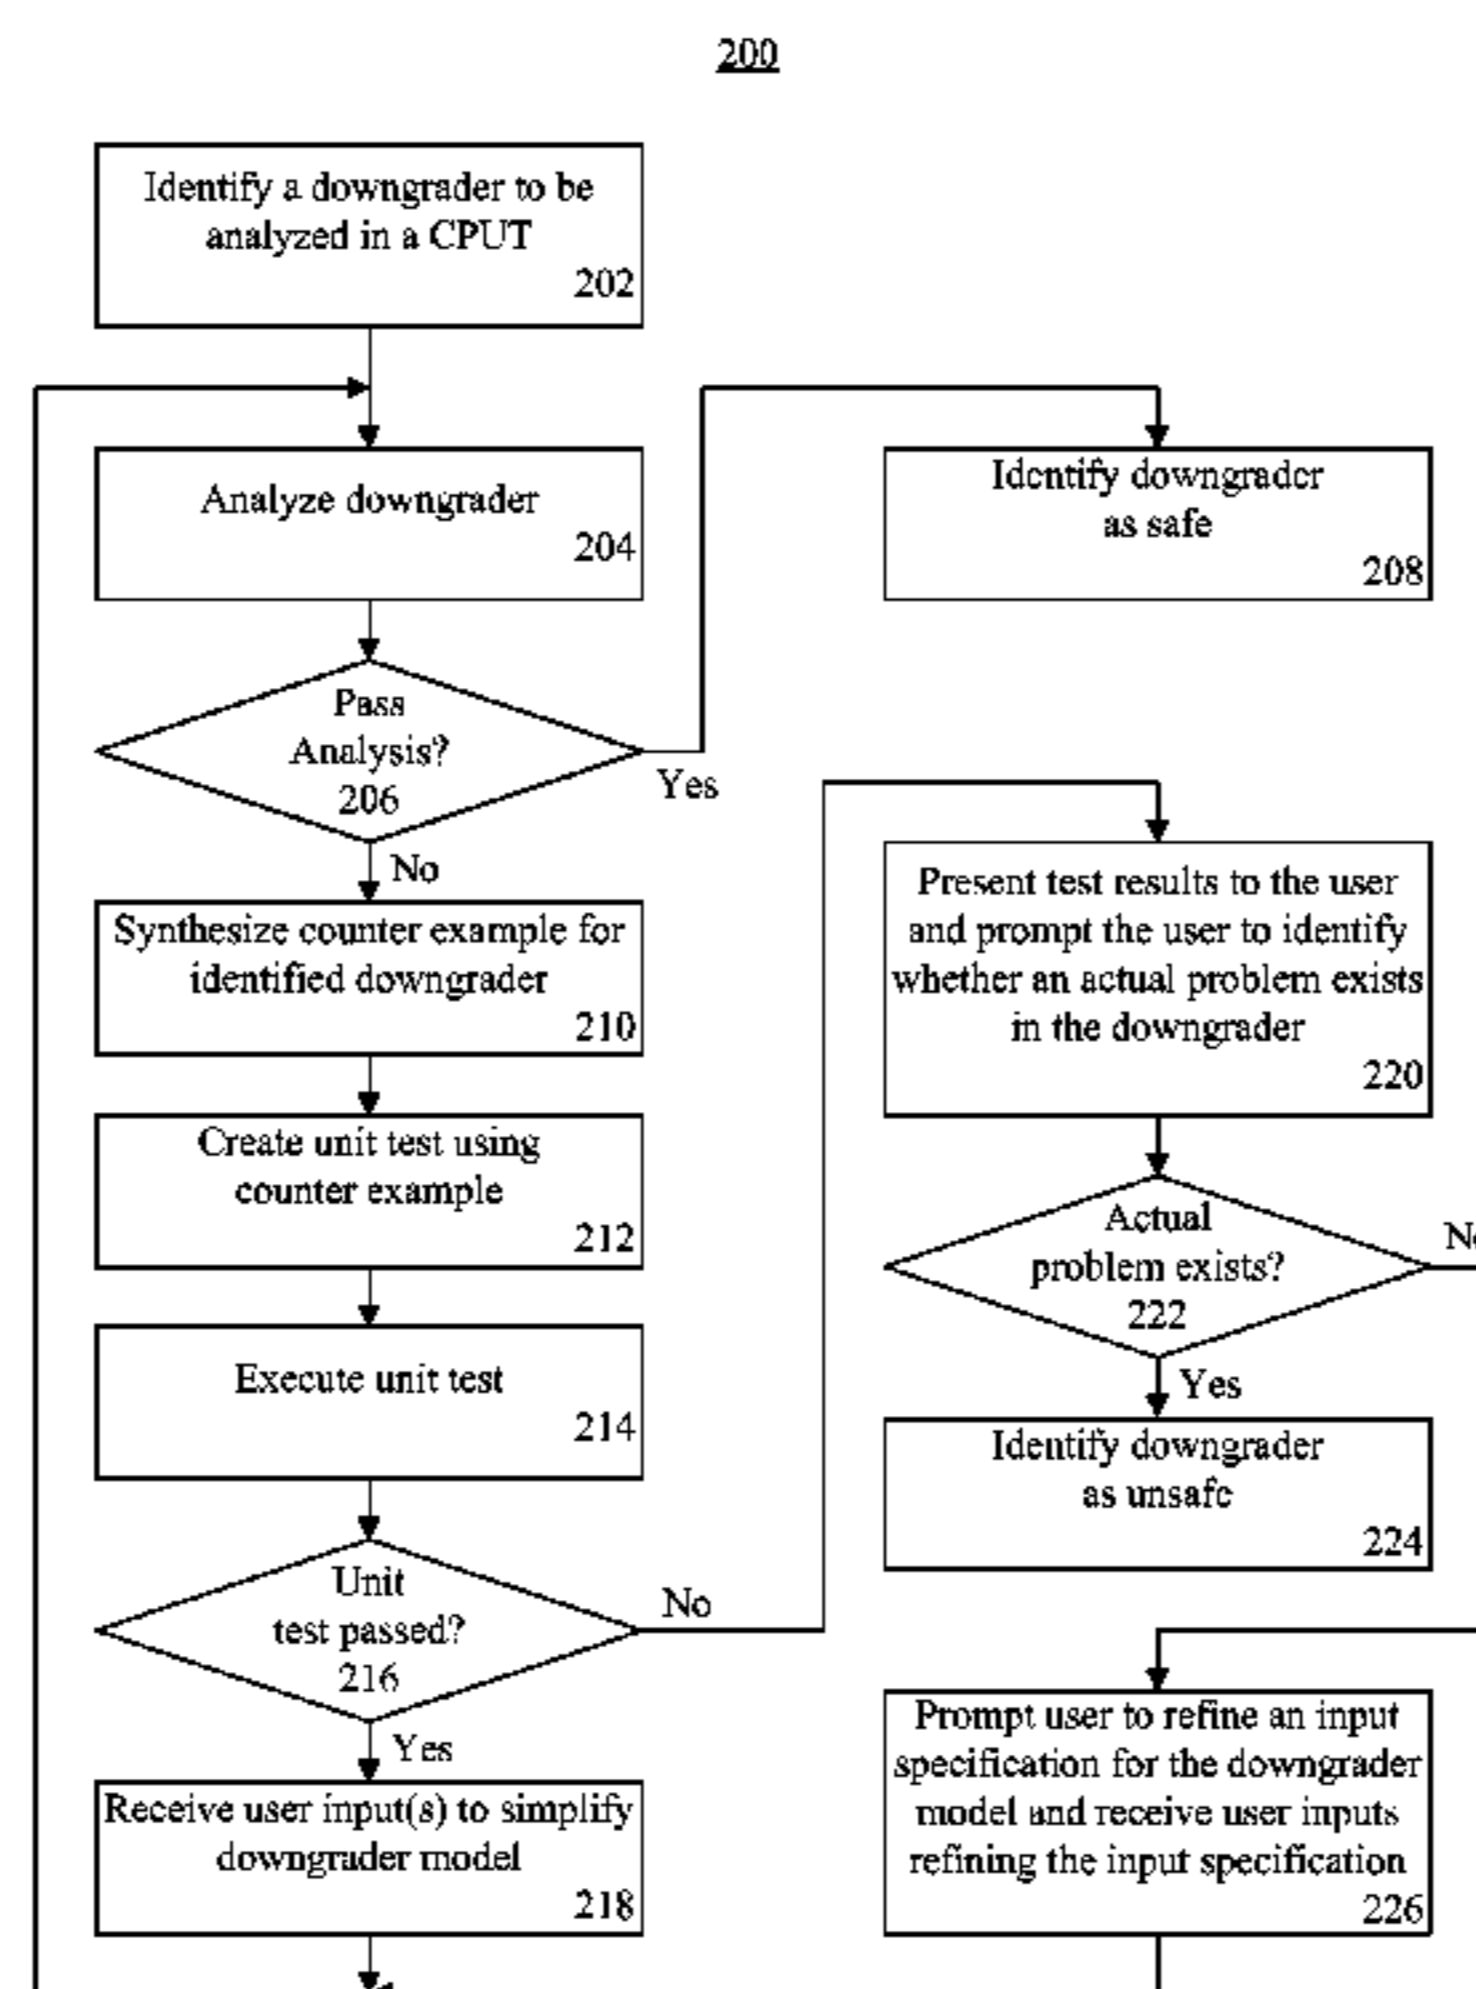 200
Identify a downgrader to be
analyzed in a CPUT
202
Analyze downgrader
204
Identify downgrader
as safe
208
Pass
Analysis?
206
Yes
No
Synthesize counter example for
identified downgrader
210
Create unit test using
counter example
212
Execute unit test
214
Unit
test passed?
216
No
Yes
Receive user input(s) to simplify
downgrader model
218
Present test results to the user
and prompt the user to identify
whether an actual problem exists
in the downgrader
220
Actual
problem exists?
222
Yes
Identify downgrader
as unsafe
224
Prompt user to refine an input
specification for the downgrader
model and receive user inputs
refining the input specification
226